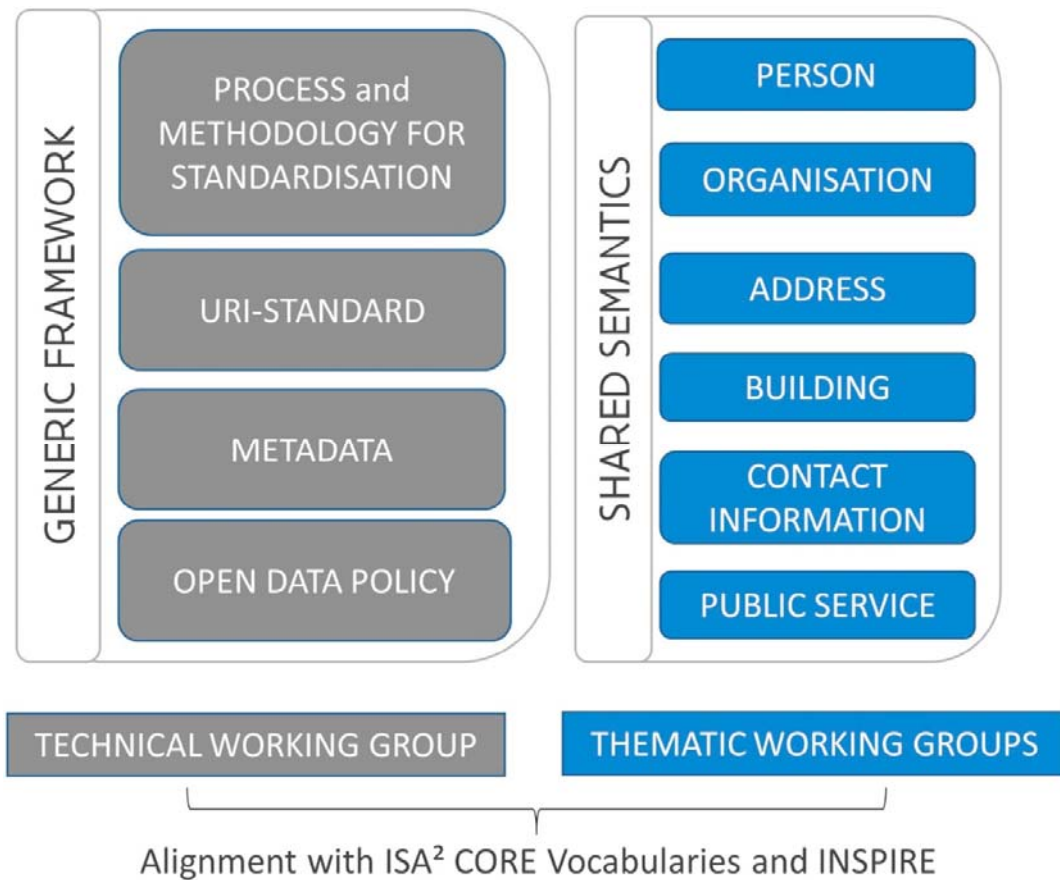 GENERIC FRAMEWORK
PROCESS and
METHODOLOGY FOR
STANDARDISATION
URI-STANDARD
METADATA
OPEN DATA POLICY
SHARED SEMANTICS
PERSON
ORGANISATION
ADDRESS
BUILDING
CONTACT
INFORMATION
PUBLIC SERVICE
TECHNICAL WORKING GROUP
THEMATIC WORKING GROUPS
Alignment with ISA² CORE Vocabularies and INSPIRE